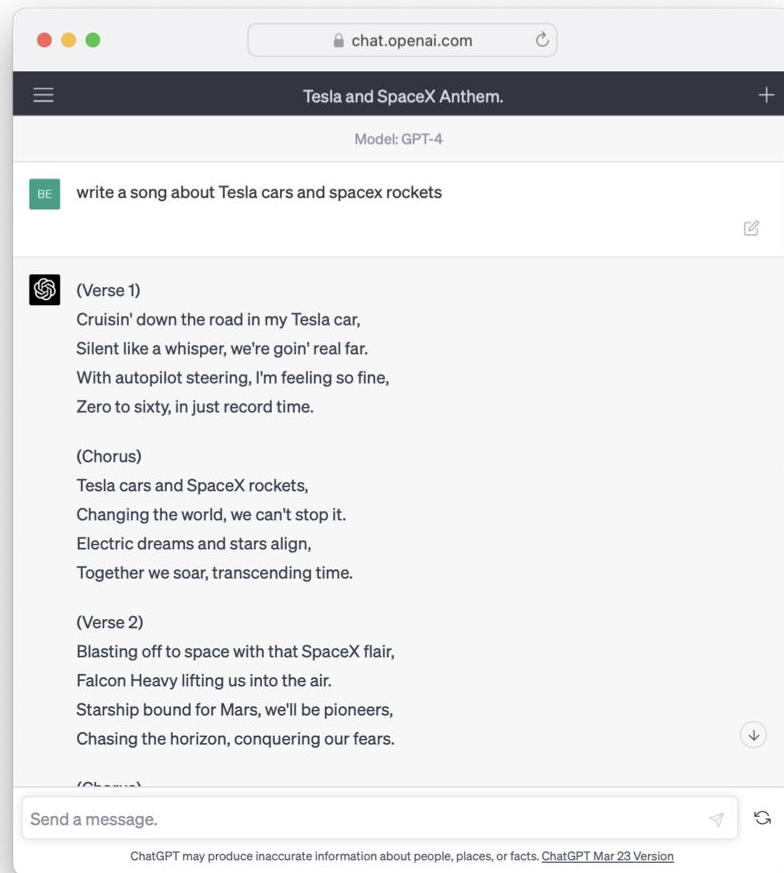 chat.openai.com
Tesla and SpaceX Anthem.
Model: GPT-4
BE
write a song about Tesla cars and spacex rockets
(Verse 1)
Cruisin' down the road in my Tesla car,
Silent like a whisper, we're goin' real far.
With autopilot steering, I'm feeling so fine,
Zero to sixty, in just record time.
(Chorus)
Tesla cars and SpaceX rockets,
Changing the world, we can't stop it.
Electric dreams and stars align,
Together we soar, transcending time.
(Verse 2)
Blasting off to space with that SpaceX flair,
Falcon Heavy lifting us into the air.
Starship bound for Mars, we'll be pioneers,
Chasing the horizon, conquering our fears.
(Chorus)
Send a message.
ChatGPT may produce inaccurate information about people, places, or facts. ChatGPT Mar 23 Version